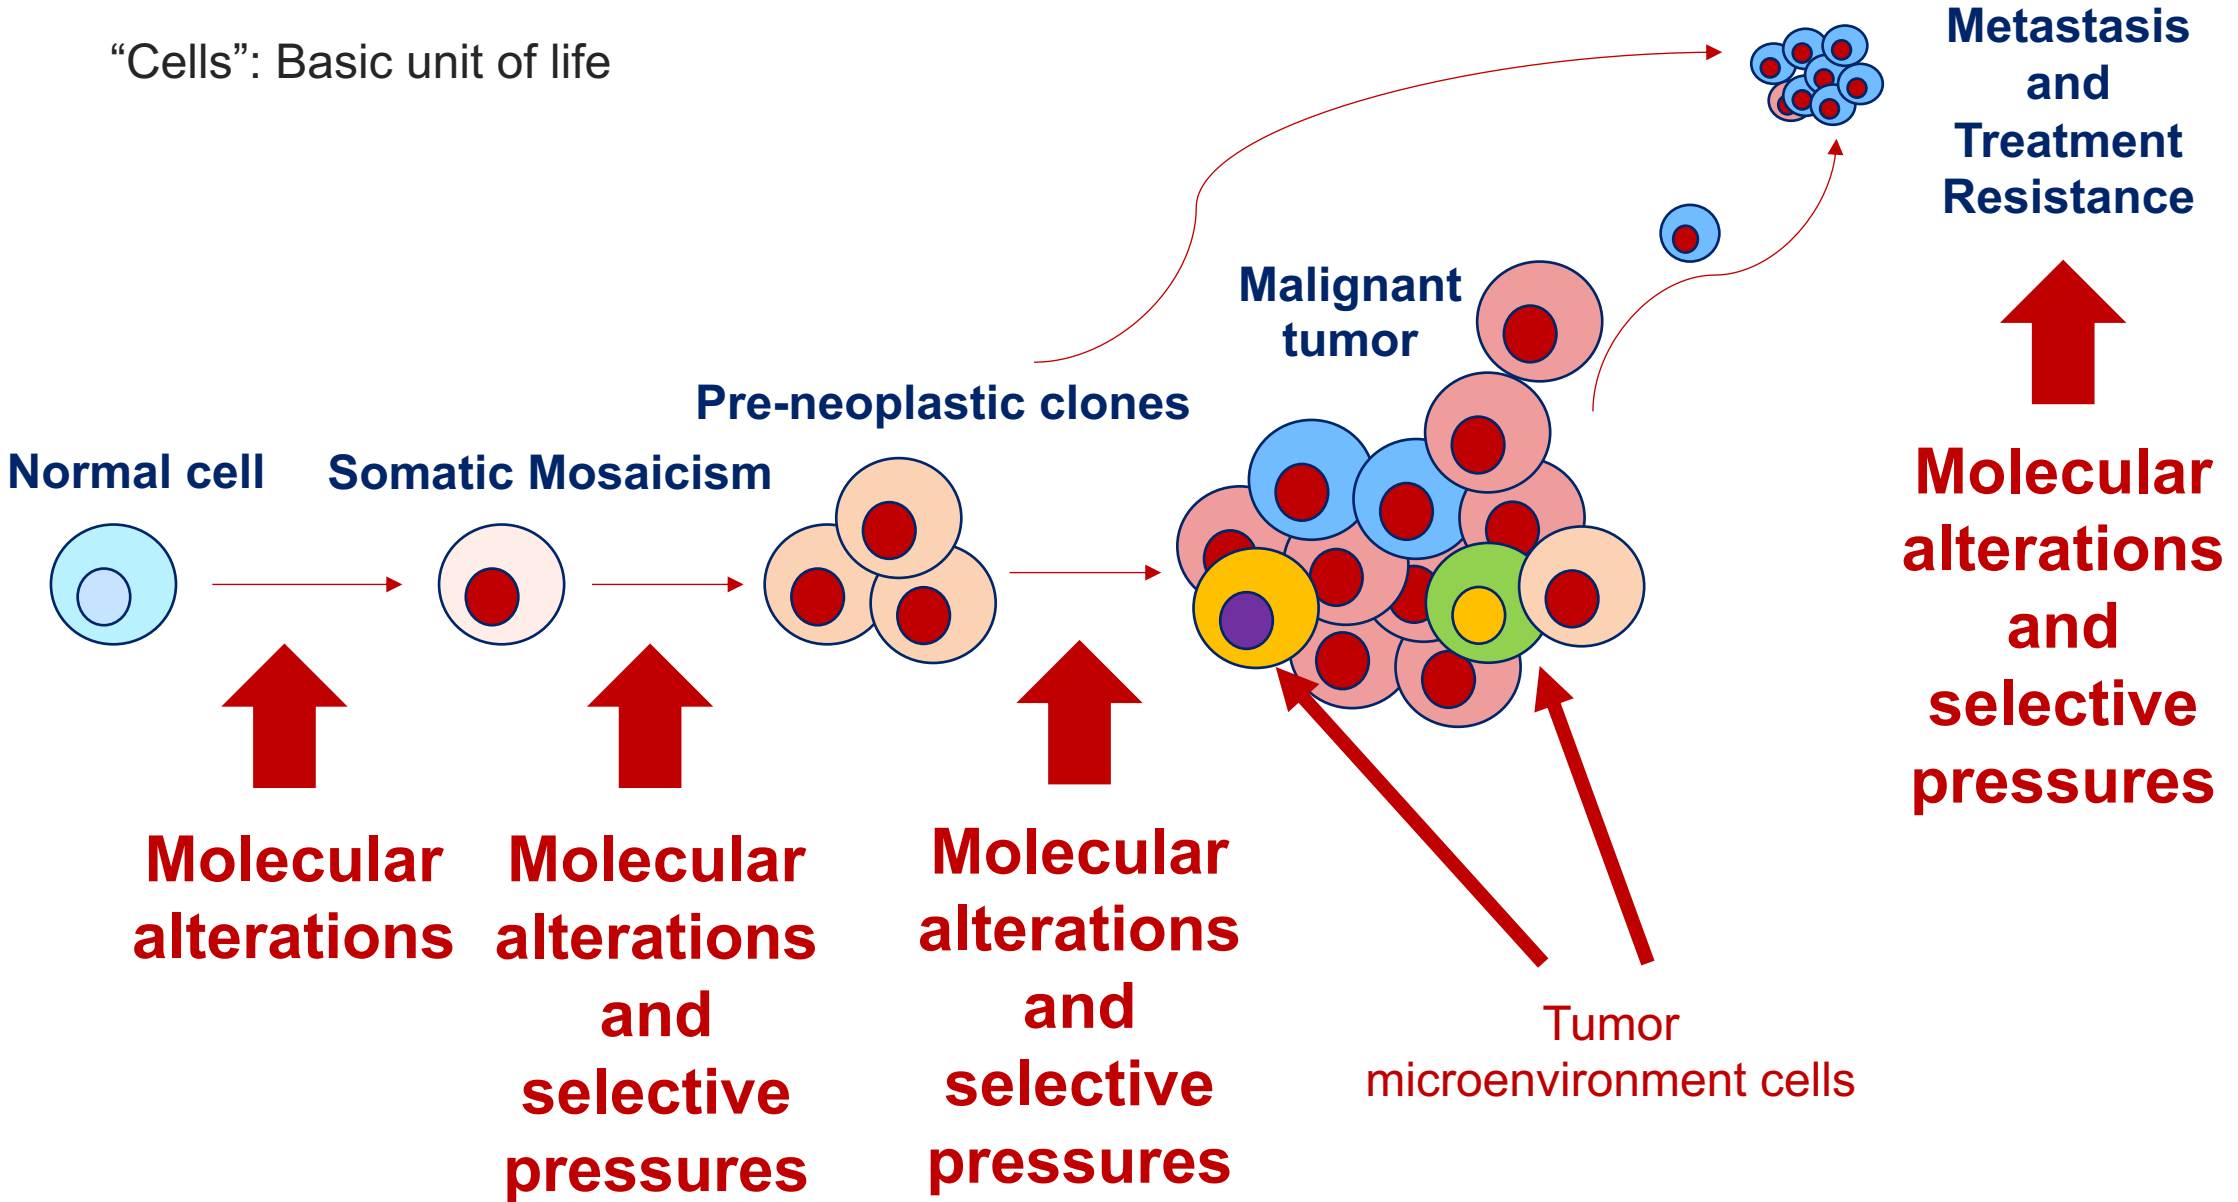 “Cells”: Basic unit of life
Metastasis
and
Treatment
Resistance
Malignant
tumor
Pre-neoplastic clones
Normal cell
Somatic Mosaicism
Molecular
alterations
Molecular
alterations
and
selective
pressures
Molecular
alterations
and
selective
pressures
Molecular
alterations
and
selective
pressures
Tumor
microenvironment cells